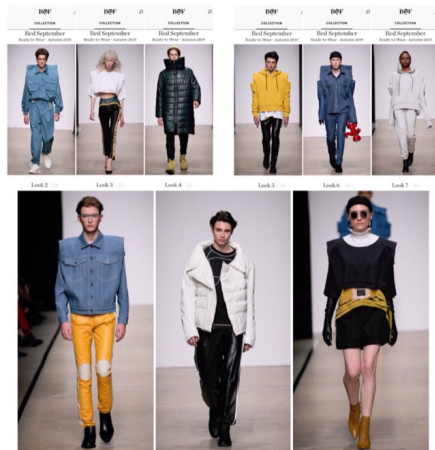 BOF
BOF
BOF
COLLECTION
COLLECTION
COLLECTION
Red September
Red September
Red September
Ready-to-Wear - Autumn 2019
Ready-to-Wear - Autumn 2019
Ready-to-Wear - Autumn 2019
BOF
BOF
BOF
COLLECTION
COLLECTION
COLLECTION
Red September
Red September
Red September
Ready-to-Wear - Autumn 2019
Ready-to-Wear - Autumn 2019
Ready-to-Wear - Autumn 2019
Look 2
Look 3
Look 4
Look 5
Look 6
Look 7